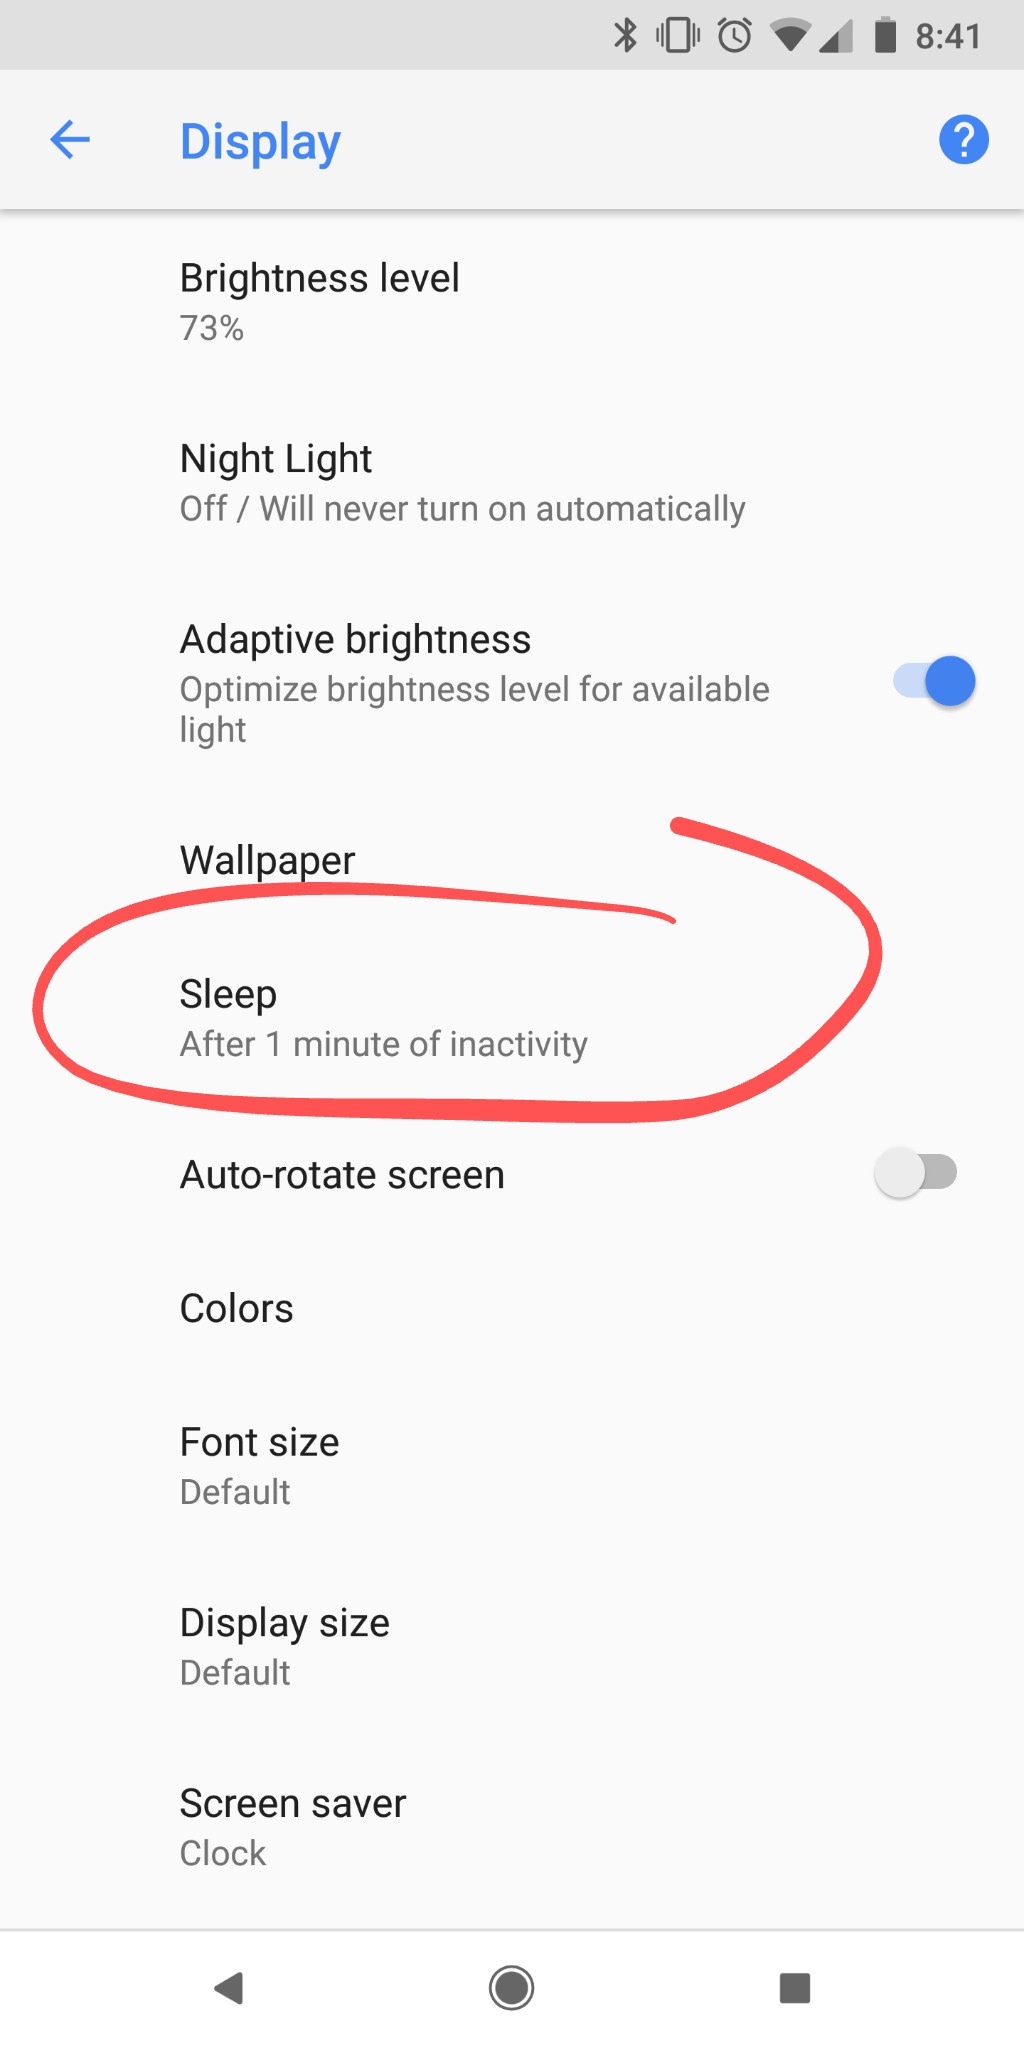 8:41
Display
Brightness level
73%
Night Light
Off / Will never turn on automatically
Adaptive brightness
Optimize brightness level for available
light
Wallpaper
Sleep
After 1 minute of inactivity
Auto-rotate screen
Colors
Font size
Default
Display size
Default
Screen saver
Clock